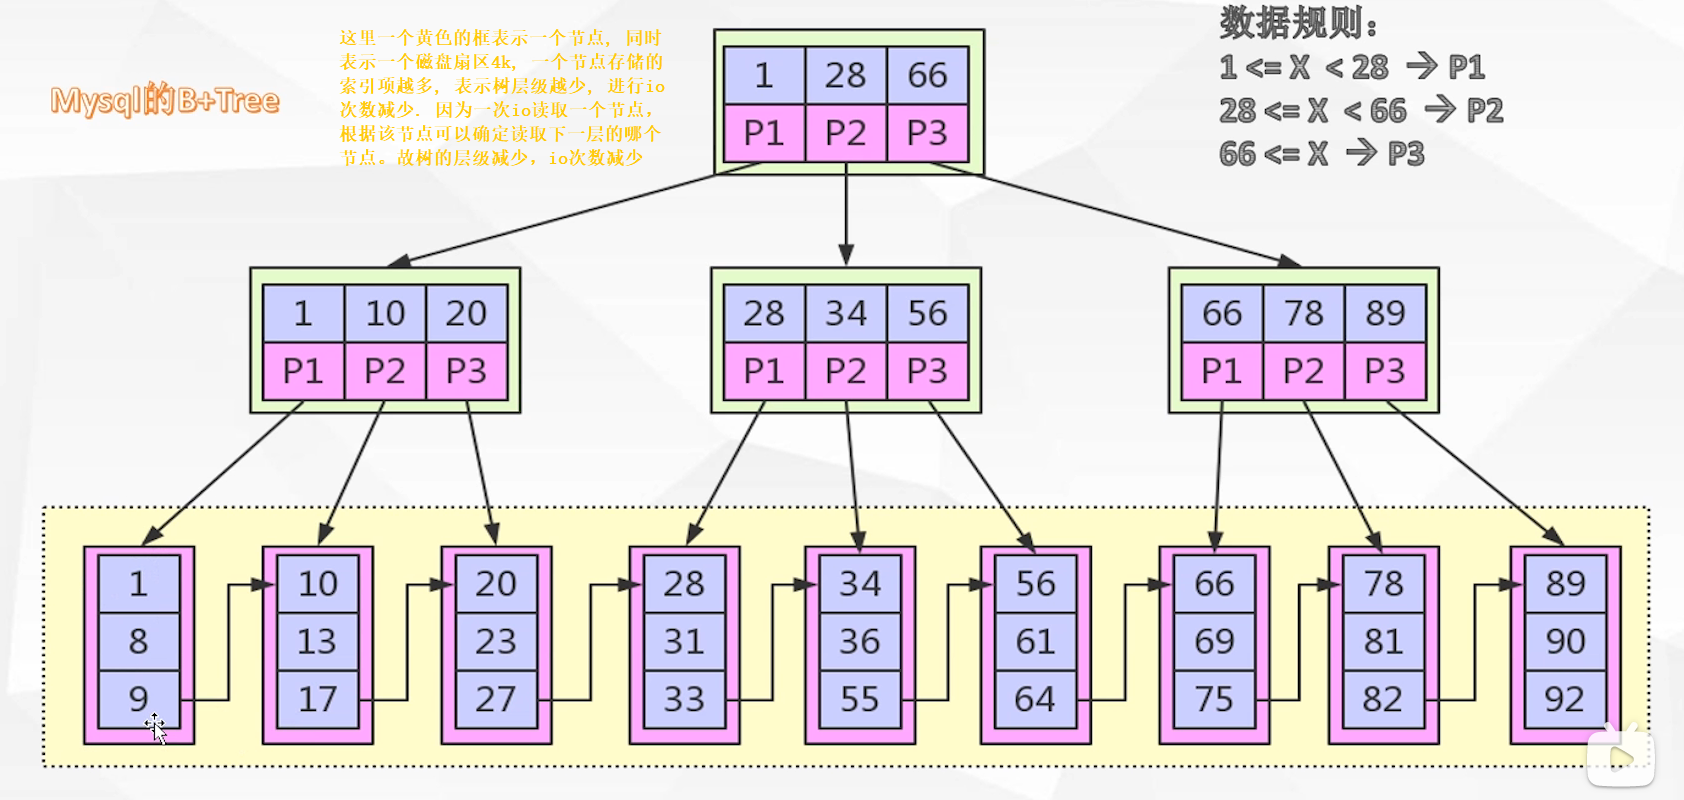 Mysql的B+Tree
这里一个黄色的框表示一个节点, 同时
表示一个磁盘扇区4k, 一个节点存储的
索引项越多, 表示树层级越少, 进行io
次数减少. 因为一次io读取一个节点,
根据该节点可以确定读取下一层的哪个
节点。故树的层级减少, io次数减少
数据规则:
1 <= X < 28 → P1
28 <= X < 66 → P2
66 <= X → P3
1 28 66
P1 P2 P3
1 10 20
P1 P2 P3
28 34 56
P1 P2 P3
66 78 89
P1 P2 P3
1
8
9
10
13
17
20
23
27
28
31
33
34
36
55
56
61
64
66
69
75
78
81
82
89
90
92